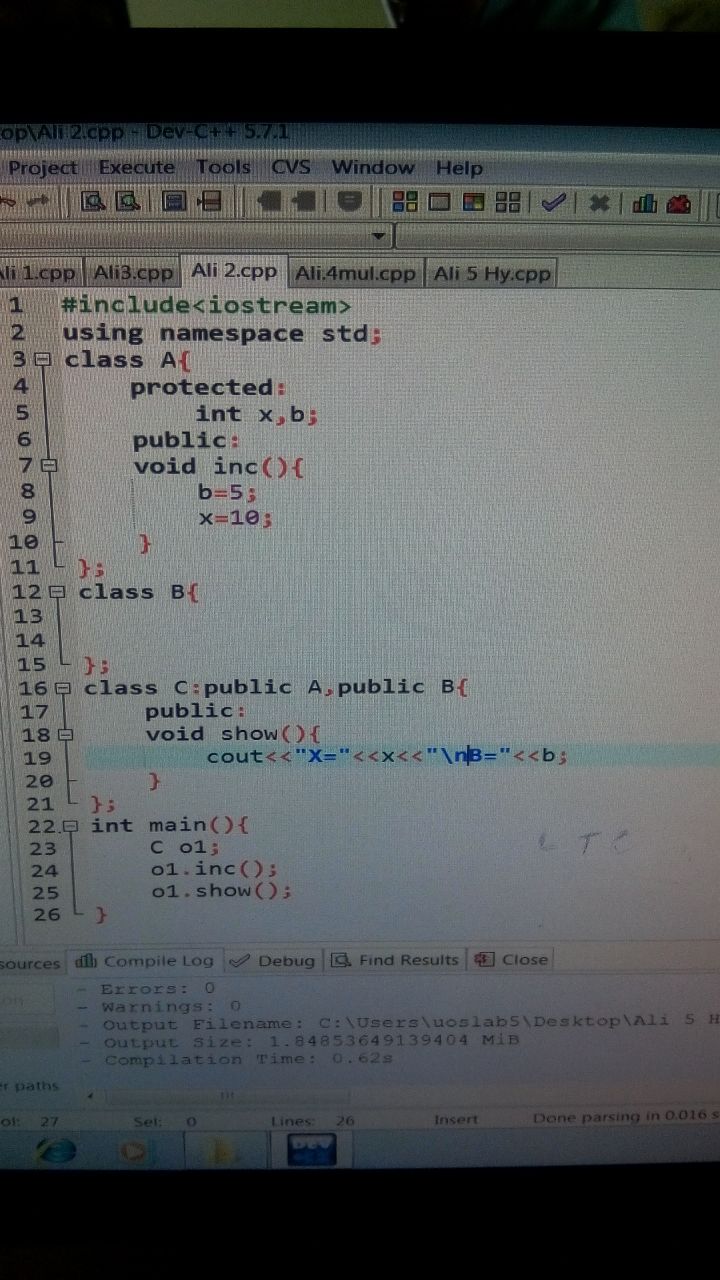 op\Ali 2.cpp - Dev-C++ 5.7.1
Project Execute Tools CVS Window Help
Ali 1.cpp Ali3.cpp Ali 2.cpp Ali.4mul.cpp Ali 5 Hy.cpp
1 #include<iostream>
2 using namespace std;
3 class A{
4 protected:
5 int x,b;
6 public:
7 void inc(){
8 b=5;
9 x=10;
10 }
11 };
12 class B{
13
14
15 };
16 class C:public A,public B{
17 public:
18 void show(){
19 cout<<"X="<<x<<"\nB="<<b;
20 }
21 };
22 int main(){
23 C o1;
24 o1.inc();
25 o1.show();
26 }
sources Compile Log Debug Find Results Close
- Errors: 0
- Warnings: 0
- Output Filename: C:\Users\uoslab5\Desktop\Ali 5 H
- Output Size: 1.84853649139404 MiB
- Compilation Time: 0.62s
er paths
ol: 27 Sel: 0 Lines: 26 Insert Done parsing in 0.016 s
DEV